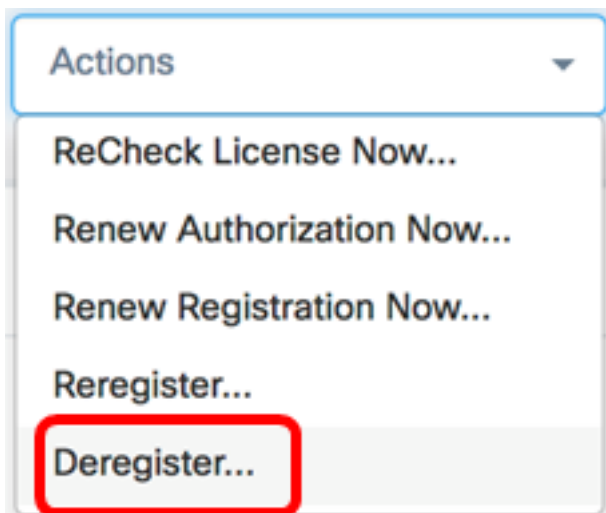 Actions
ReCheck License Now...
Renew Authorization Now...
Renew Registration Now...
Reregister...
Deregister...